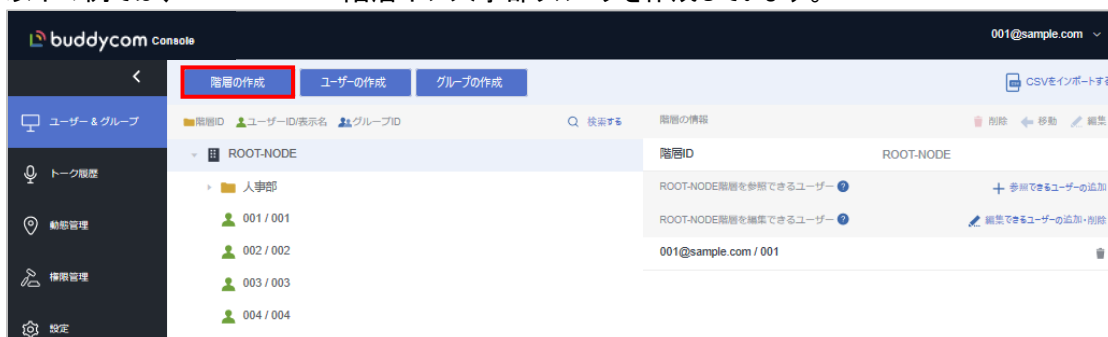 buddycom Console
001@sample.com
階層の作成 ユーザーの作成 グループの作成
CSVをインポートする
ユーザー & グループ
階層ID ユーザーID/表示名 グループID
検索する
階層の情報
削除 移動 編集
ROOT-NODE
階層ID ROOT-NODE
トーク履歴
人事部
ROOT-NODE階層を参照できるユーザー ?
参照できるユーザーの追加
動態管理
001 / 001
ROOT-NODE階層を編集できるユーザー ?
編集できるユーザーの追加・削除
002 / 002
001@sample.com / 001
権限管理
003 / 003
004 / 004
設定